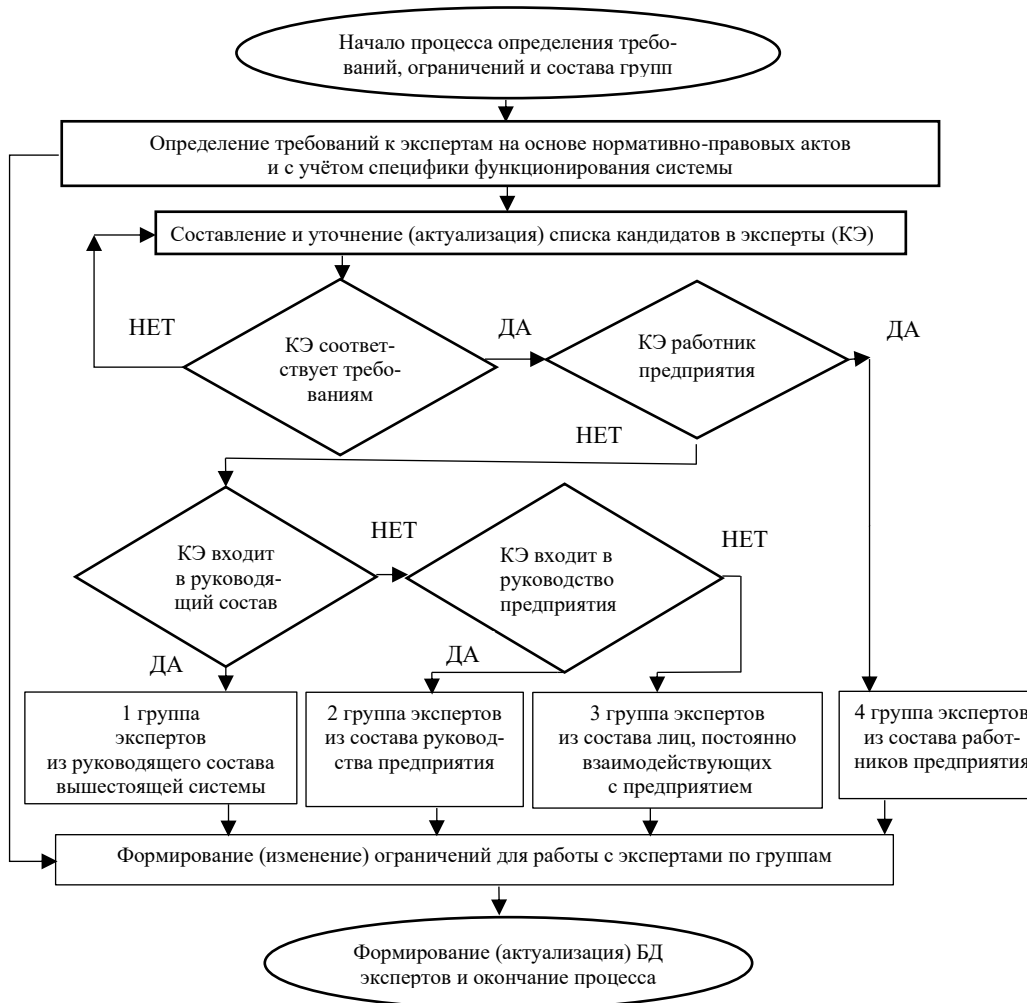 Начало процесса определения требо-
ваний, ограничений и состава групп
Определение требований к экспертам на основе нормативно-правовых актов
и с учётом специфики функционирования системы
Составление и уточнение (актуализация) списка кандидатов в эксперты (КЭ)
НЕТ
КЭ соответ-
ствует требо-
ваниям
ДА
КЭ работник
предприятия
ДА
НЕТ
КЭ входит
в руководя-
щий состав
НЕТ
КЭ входит в
руководство
предприятия
НЕТ
ДА
ДА
1 группа
экспертов
из руководящего состава
вышестоящей системы
2 группа экспертов
из состава руковод-
ства предприятия
3 группа экспертов
из состава лиц, постоянно
взаимодействующих
с предприятием
4 группа экспертов
из состава работ-
ников предприятия
Формирование (изменение) ограничений для работы с экспертами по группам
Формирование (актуализация) БД
экспертов и окончание процесса